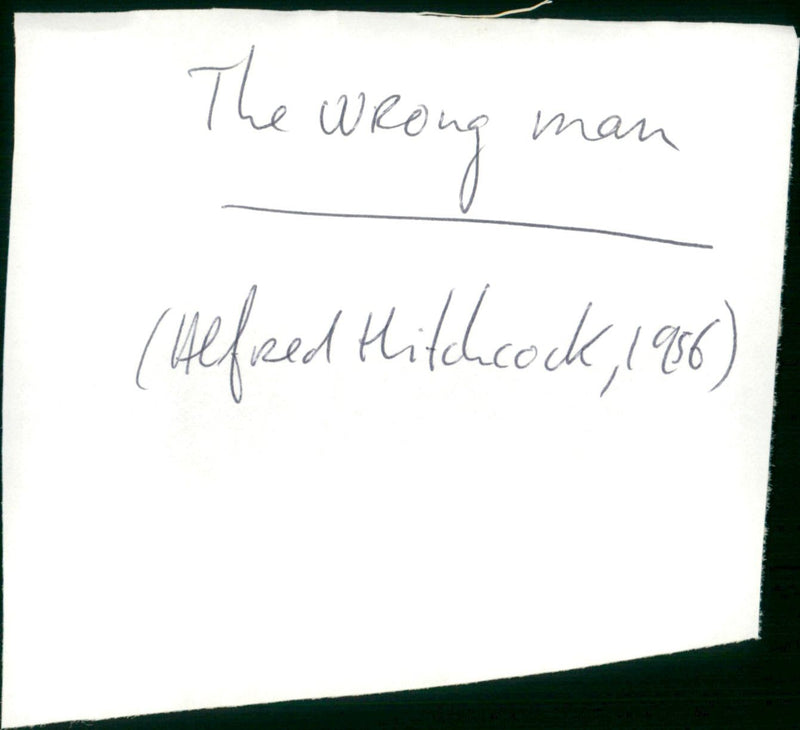 The wrong man
(Alfred Hitchcock, 1956)